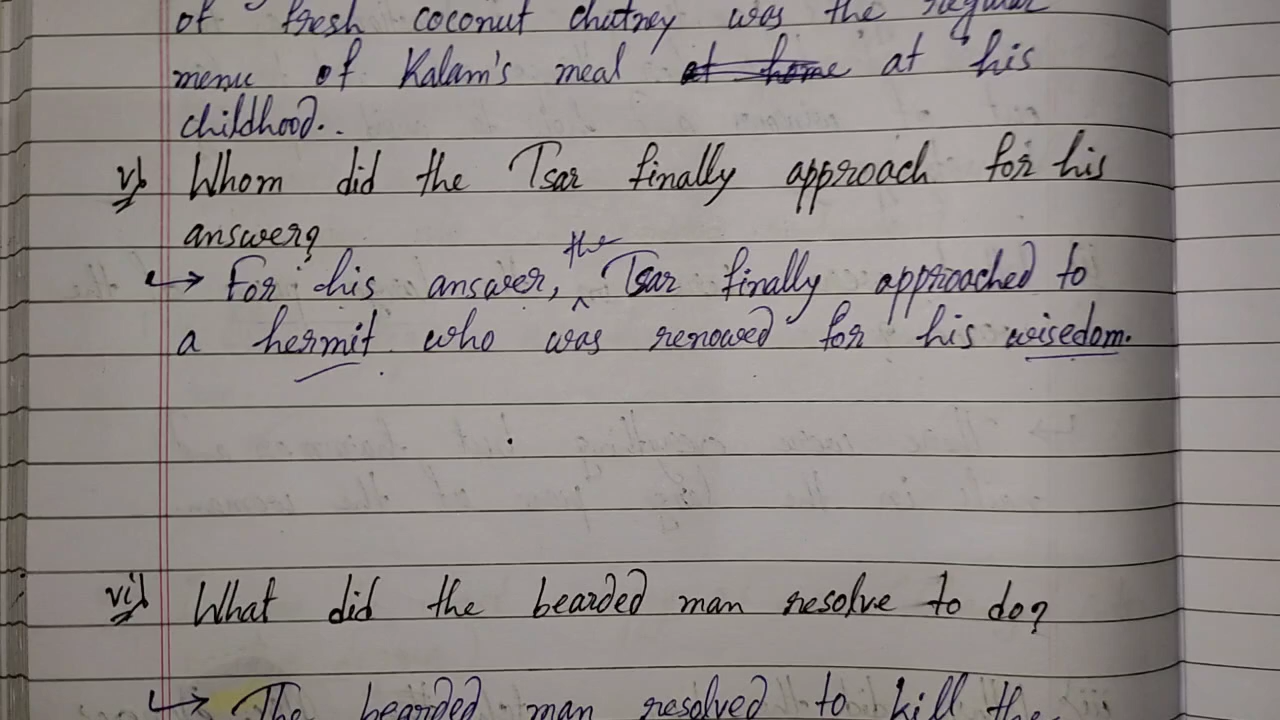 of fresh coconut chutney was the regular
menu of Kalam's meal at home at his
childhood..
v) Whom did the Tsar finally approach for his
answer?
↳ For his answer, the Tsar finally approached to
a hermit who was renowed for his wisedom.
vi) What did the bearded man resolve to do?
↳ The bearded man resolved to kill the